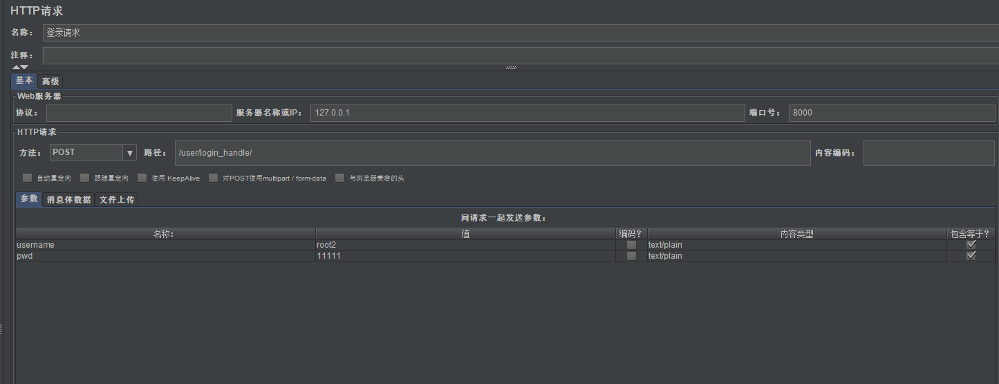 HTTP请求
名称： 登录请求
注释：
基本 高级
Web服务器
协议： 服务器名称或IP： 127.0.0.1 端口号： 8000
HTTP请求
方法： POST 路径： /user/login_handle/ 内容编码：
自动重定向 跟随重定向 使用 KeepAlive 对POST使用multipart / form-data 与浏览器兼容的头
参数 消息体数据 文件上传
同请求一起发送参数：
名称: 值 编码? 内容类型 包含等于?
username root2 text/plain
pwd 11111 text/plain